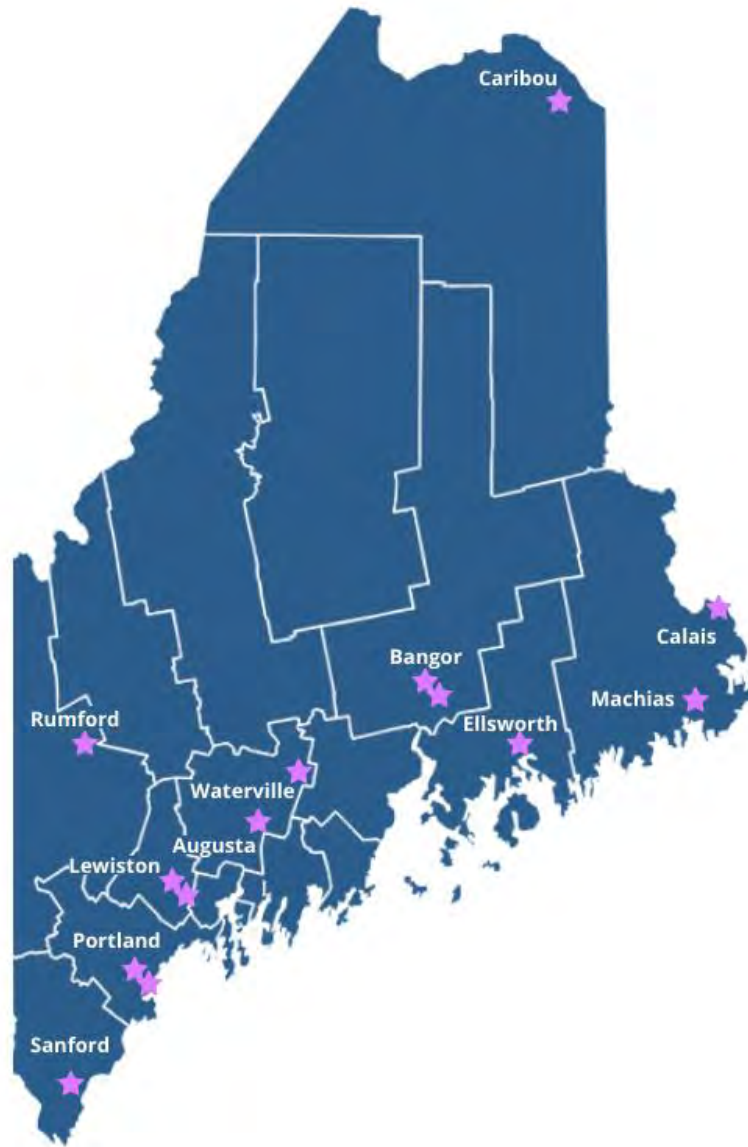 Caribou
Calais
Bangor
Machias
Rumford
Ellsworth
Waterville
Augusta
Lewiston
Portland
Sanford